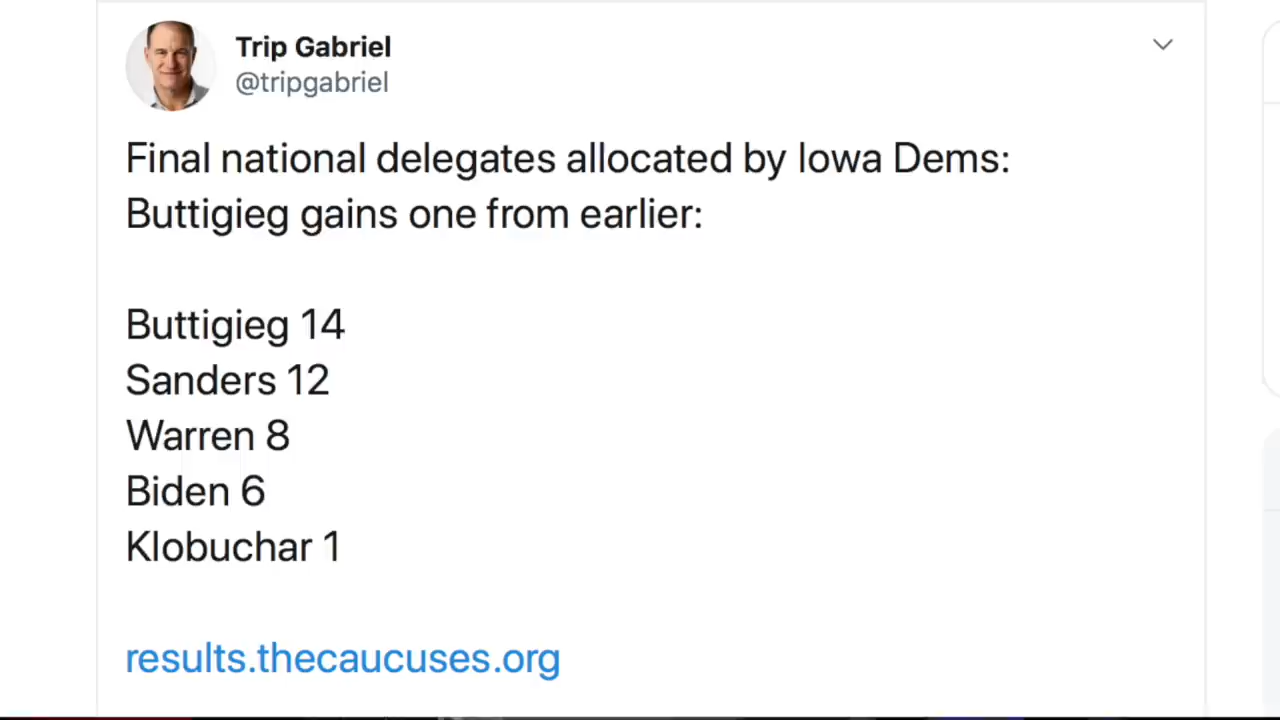 Trip Gabriel
@tripgabriel
Final national delegates allocated by Iowa Dems:
Buttigieg gains one from earlier:
Buttigieg 14
Sanders 12
Warren 8
Biden 6
Klobuchar 1
results.thecaucuses.org